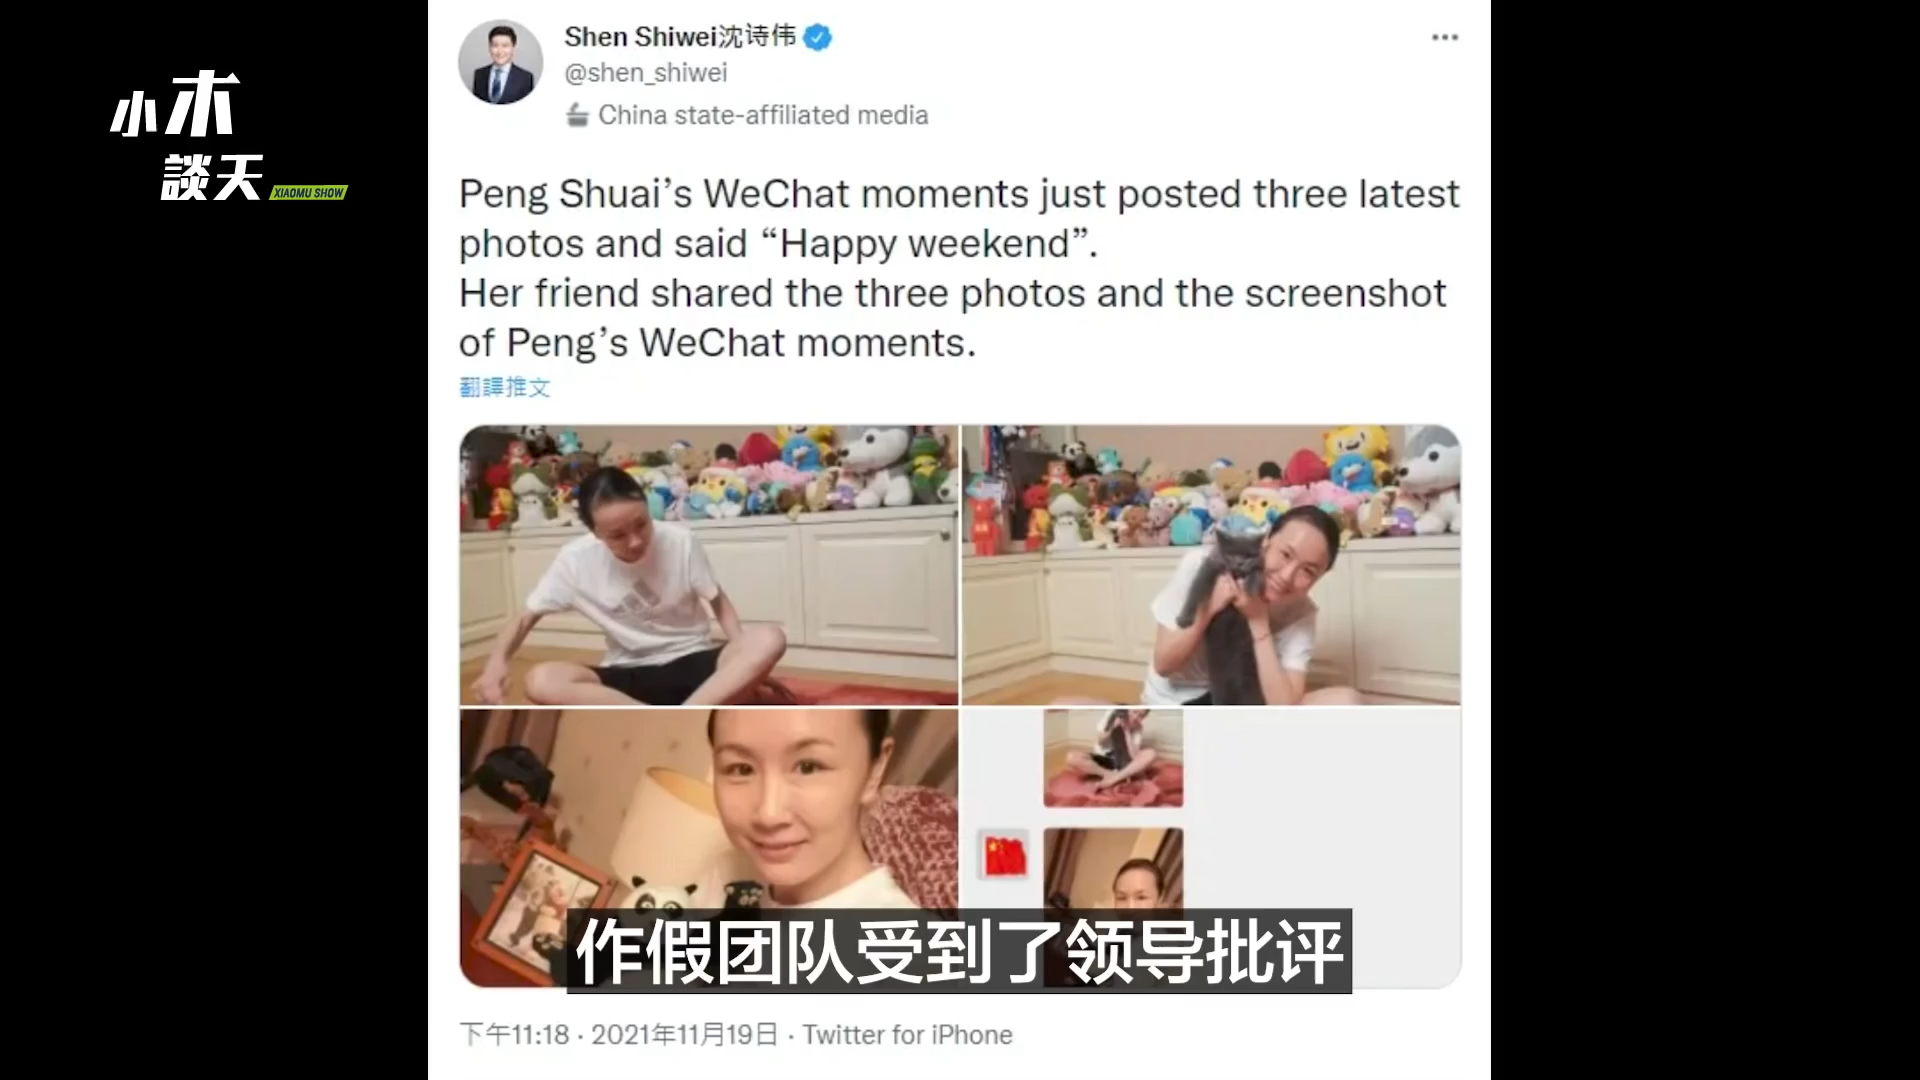 小木
談天 XIAOMU SHOW
Shen Shiwei沈诗伟
@shen_shiwei
China state-affiliated media
Peng Shuai’s WeChat moments just posted three latest
photos and said “Happy weekend”.
Her friend shared the three photos and the screenshot
of Peng’s WeChat moments.
翻譯推文
作假团队受到了领导批评
下午11:18 · 2021年11月19日 · Twitter for iPhone